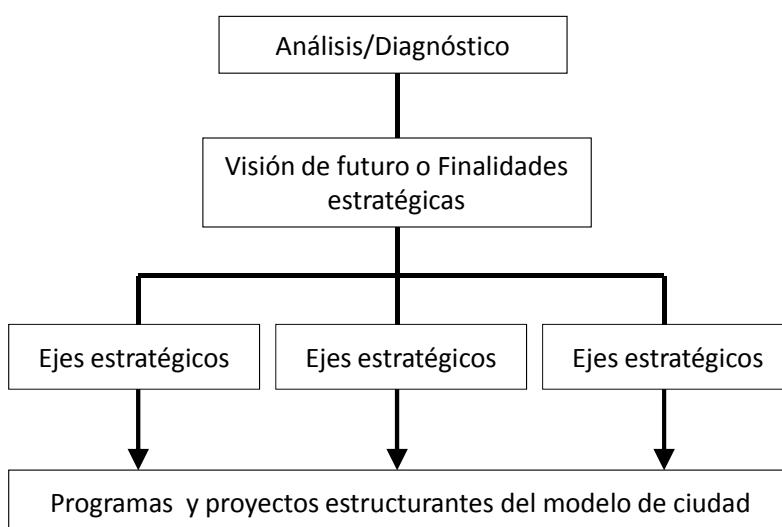 Análisis/Diagnóstico
Visión de futuro o Finalidades
estratégicas
Ejes estratégicos
Ejes estratégicos
Ejes estratégicos
Programas y proyectos estructurantes del modelo de ciudad